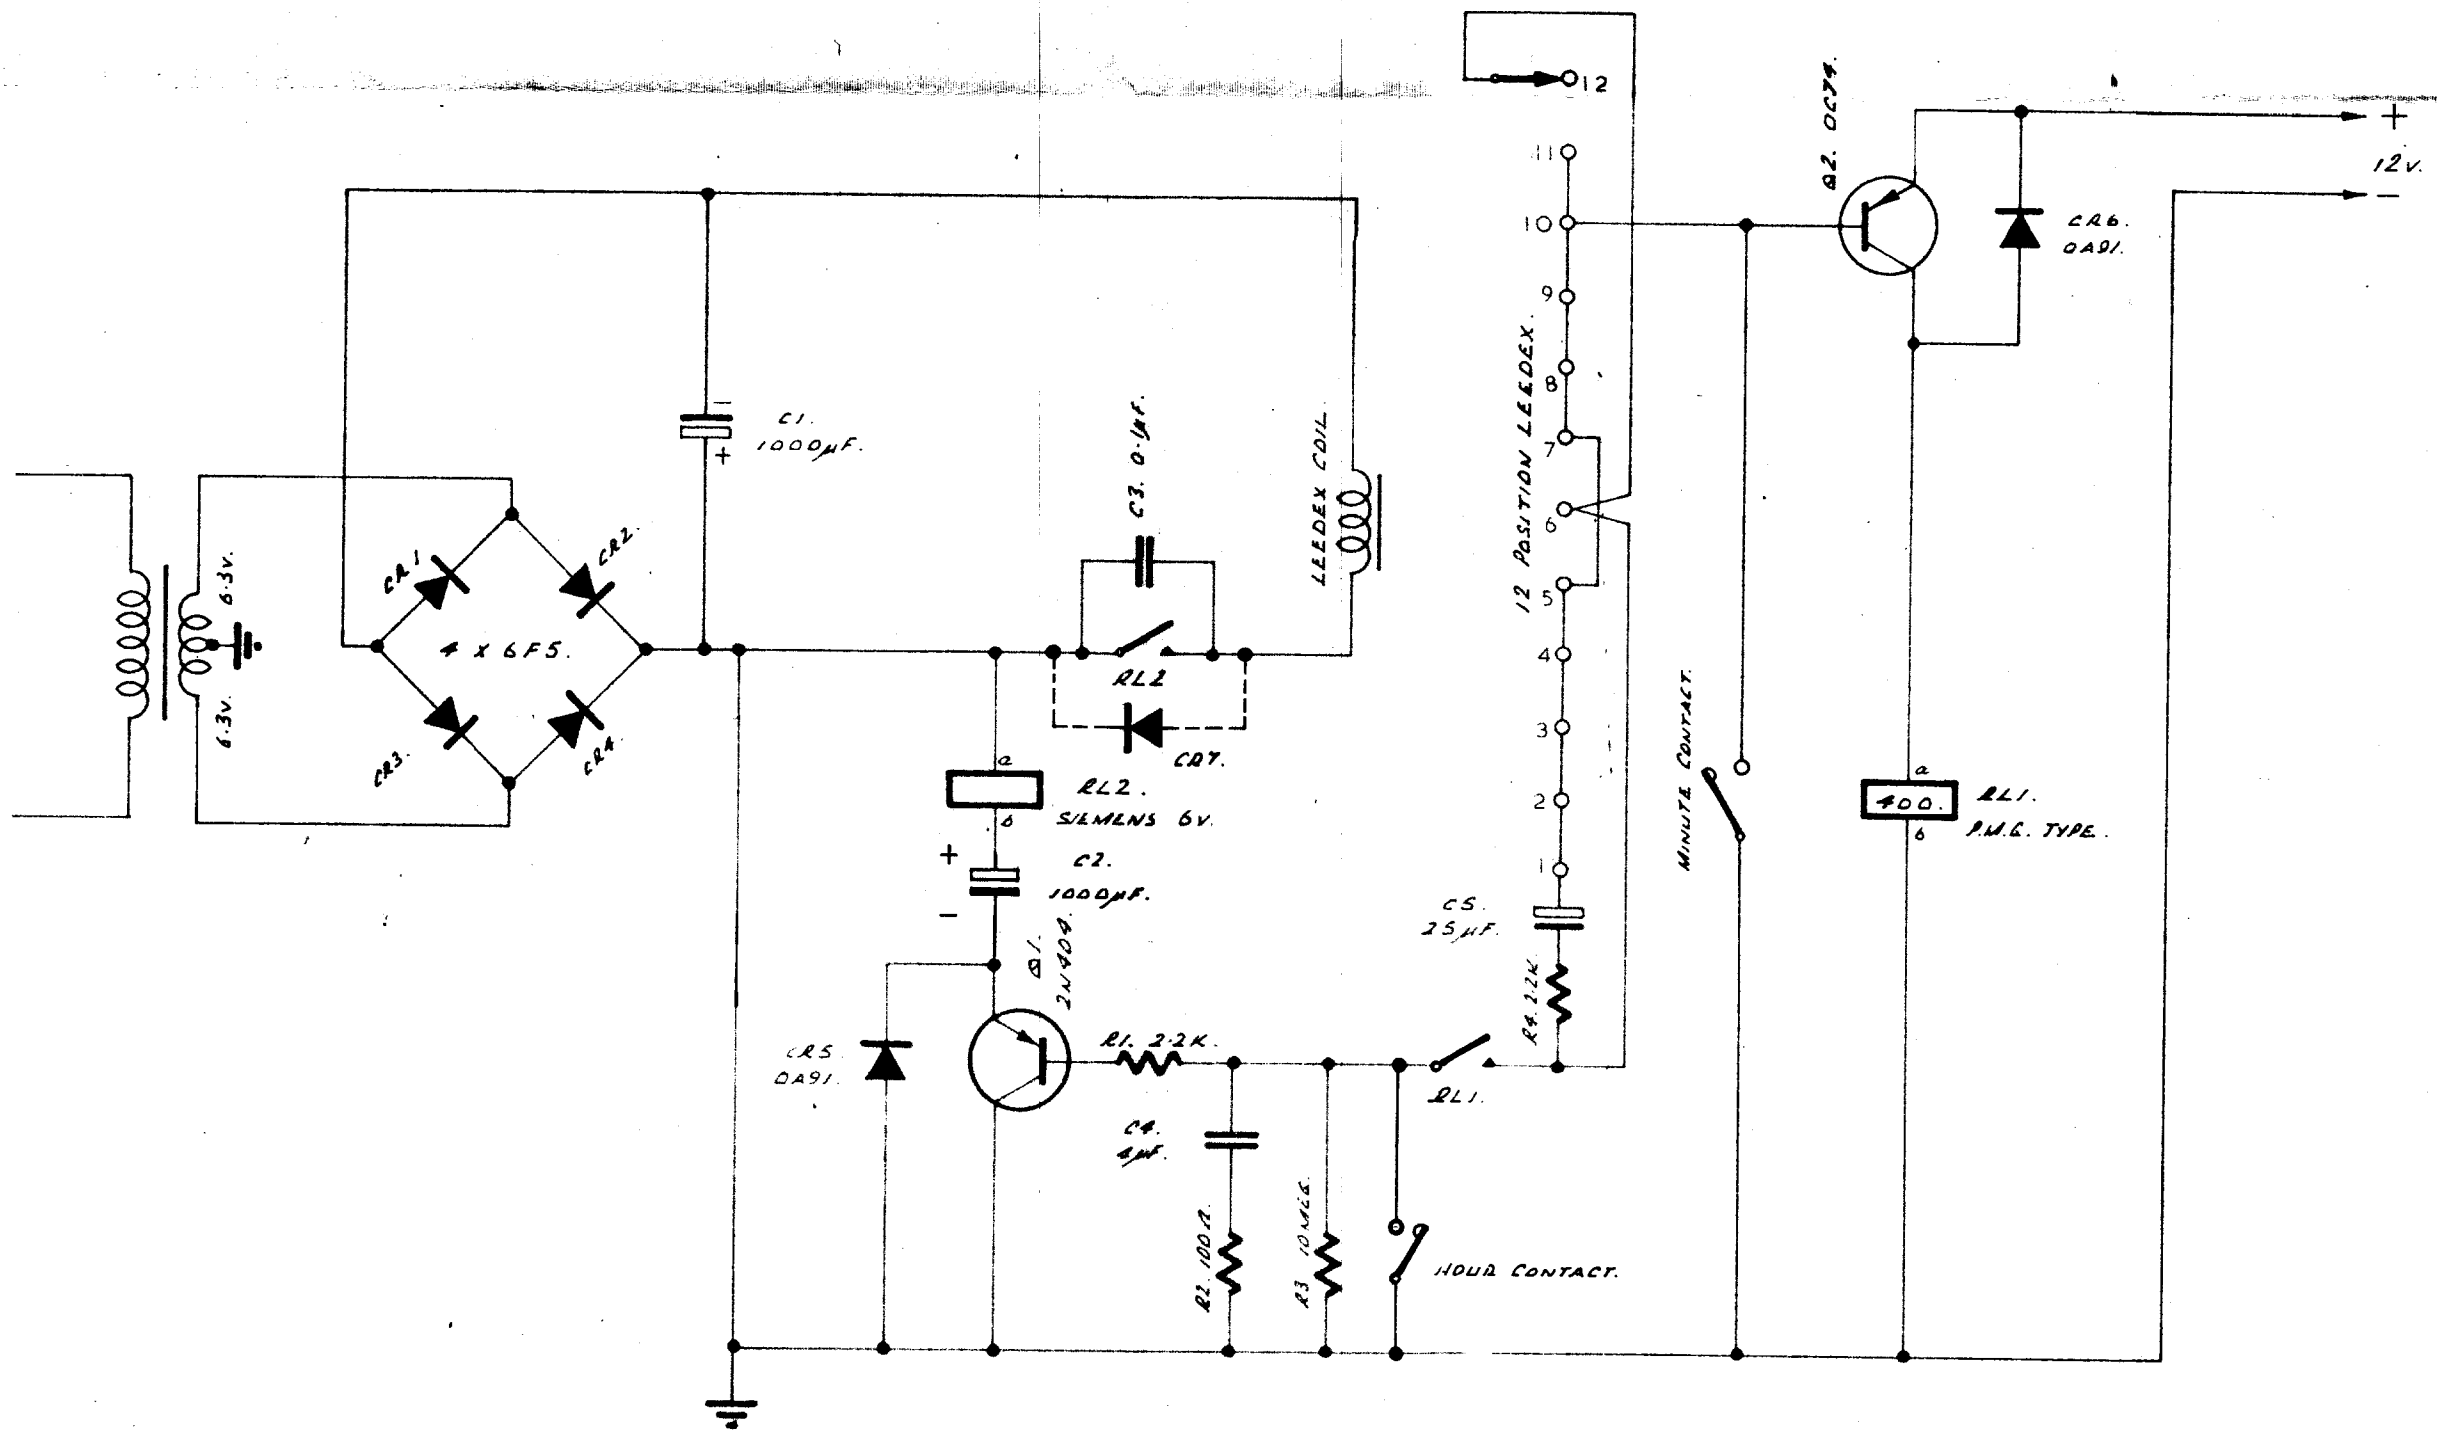 12
11
10
9
8
7
6
5
4
3
2
1
12 POSITION LEEDEX.
Q2. OC74.
+
12V.
−
CR6.
OA91.
−
C1.
1000µF.
+
C3. 0.1µF.
LEEDEX COIL.
6.3V.
6.3V.
CR1
CR2.
4 X 6F5.
CR3.
CR4.
RL2
CR7.
a
RL2.
SIEMENS 6V.
b
+
C2.
1000µF.
−
Q1.
2N404.
CR5.
OA91.
R1. 2.2K.
C4.
4µF.
R2. 100Ω.
R3 10MEG.
HOUR CONTACT.
RL1.
C5.
25µF.
R4. 2.2K.
MINUTE CONTACT.
a
400.
RL1.
P.M.G. TYPE.
b